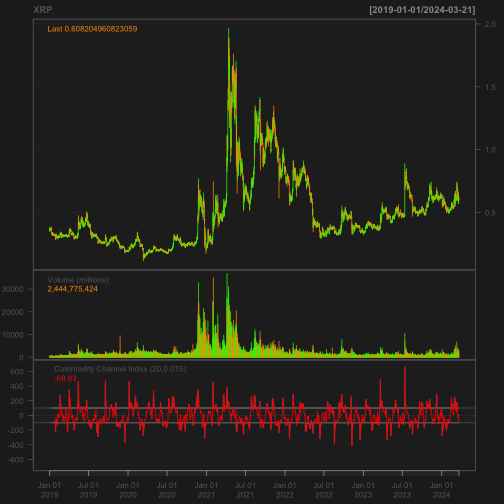 XRP [2019-01-01/2024-03-21]
Last 0.608204960823059
2.0
1.5
1.0
0.5
Volume (millions):
2,444,775,424
30000
20000
10000
0
Commodity Channel Index (20,0.015):
-69.83
600
400
200
0
-200
-400
-600
Jan 01 Jul 01 Jan 01 Jul 01 Jan 01 Jul 01 Jan 01 Jul 01 Jan 01 Jul 01 Jan 01
2019 2019 2020 2020 2021 2021 2022 2022 2023 2023 2024